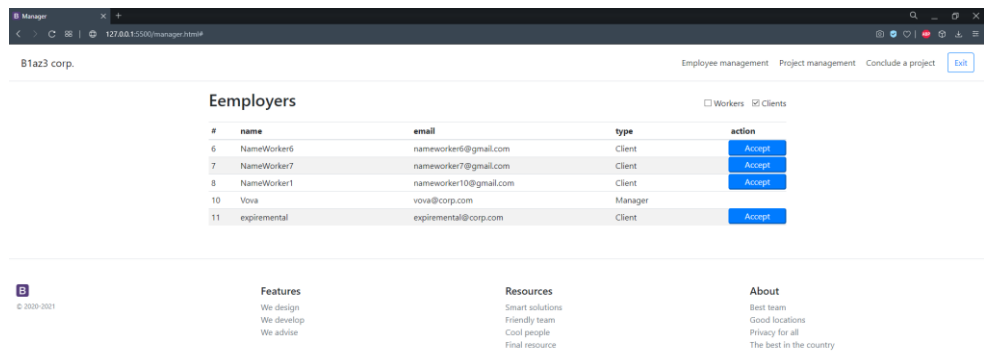 B Manager × +
127.0.0.1:5500/manager.html#
B1az3 corp. Employee management Project management Conclude a project Exit
Eemployers Workers Clients
# name email type action
6 NameWorker6 nameworker6@gmail.com Client Accept
7 NameWorker7 nameworker7@gmail.com Client Accept
8 NameWorker1 nameworker10@gmail.com Client Accept
10 Vova vova@corp.com Manager
11 expiremental expiremental@corp.com Client Accept
B Features Resources About
© 2020-2021 We design Smart solutions Best team
We develop Friendly team Good locations
We advise Cool people Privacy for all
Final resource The best in the country